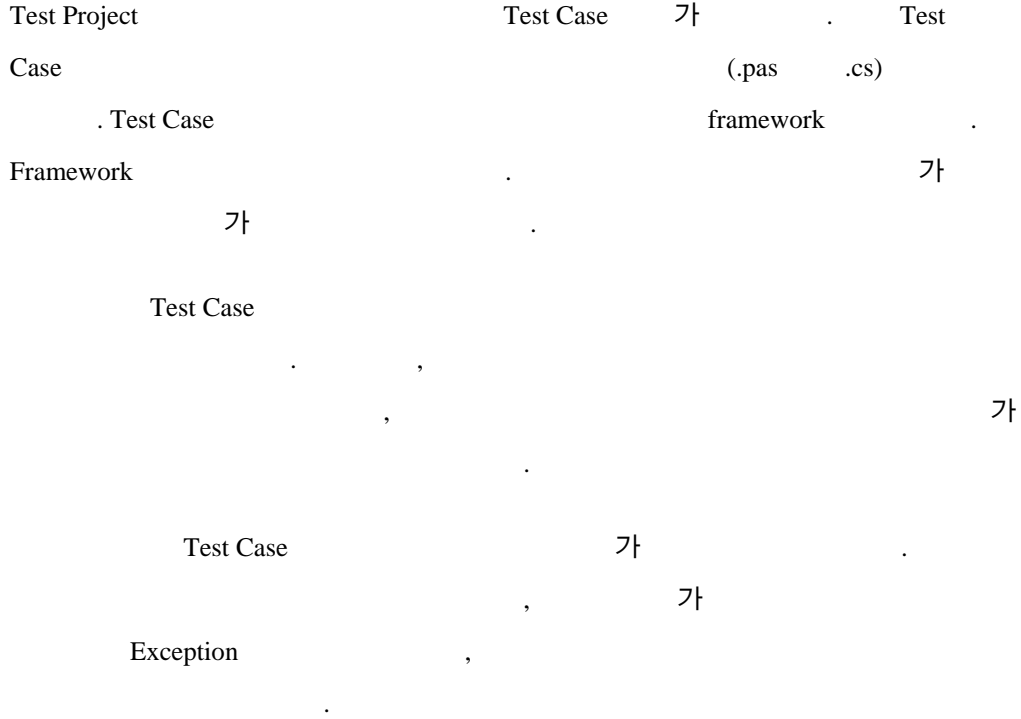 Test Project Test Case 가 . Test
Case (.pas .cs)
. Test Case framework .
Framework . 가
가 .
Test Case
. ,
, 가
.
Test Case 가 .
, 가
Exception ,
.